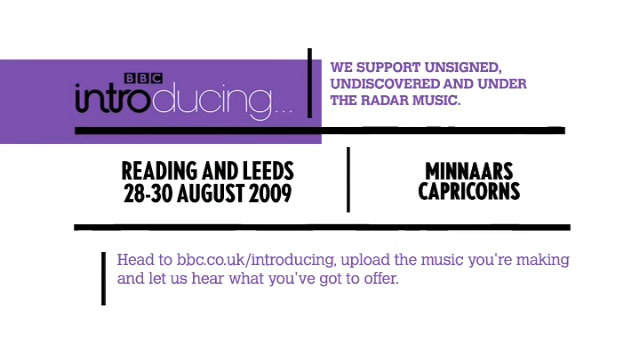 BBC
introducing...
WE SUPPORT UNSIGNED,
UNDISCOVERED AND UNDER
THE RADAR MUSIC.
READING AND LEEDS
28-30 AUGUST 2009
MINNAARS
CAPRICORNS
Head to bbc.co.uk/introducing, upload the music you're making
and let us hear what you've got to offer.